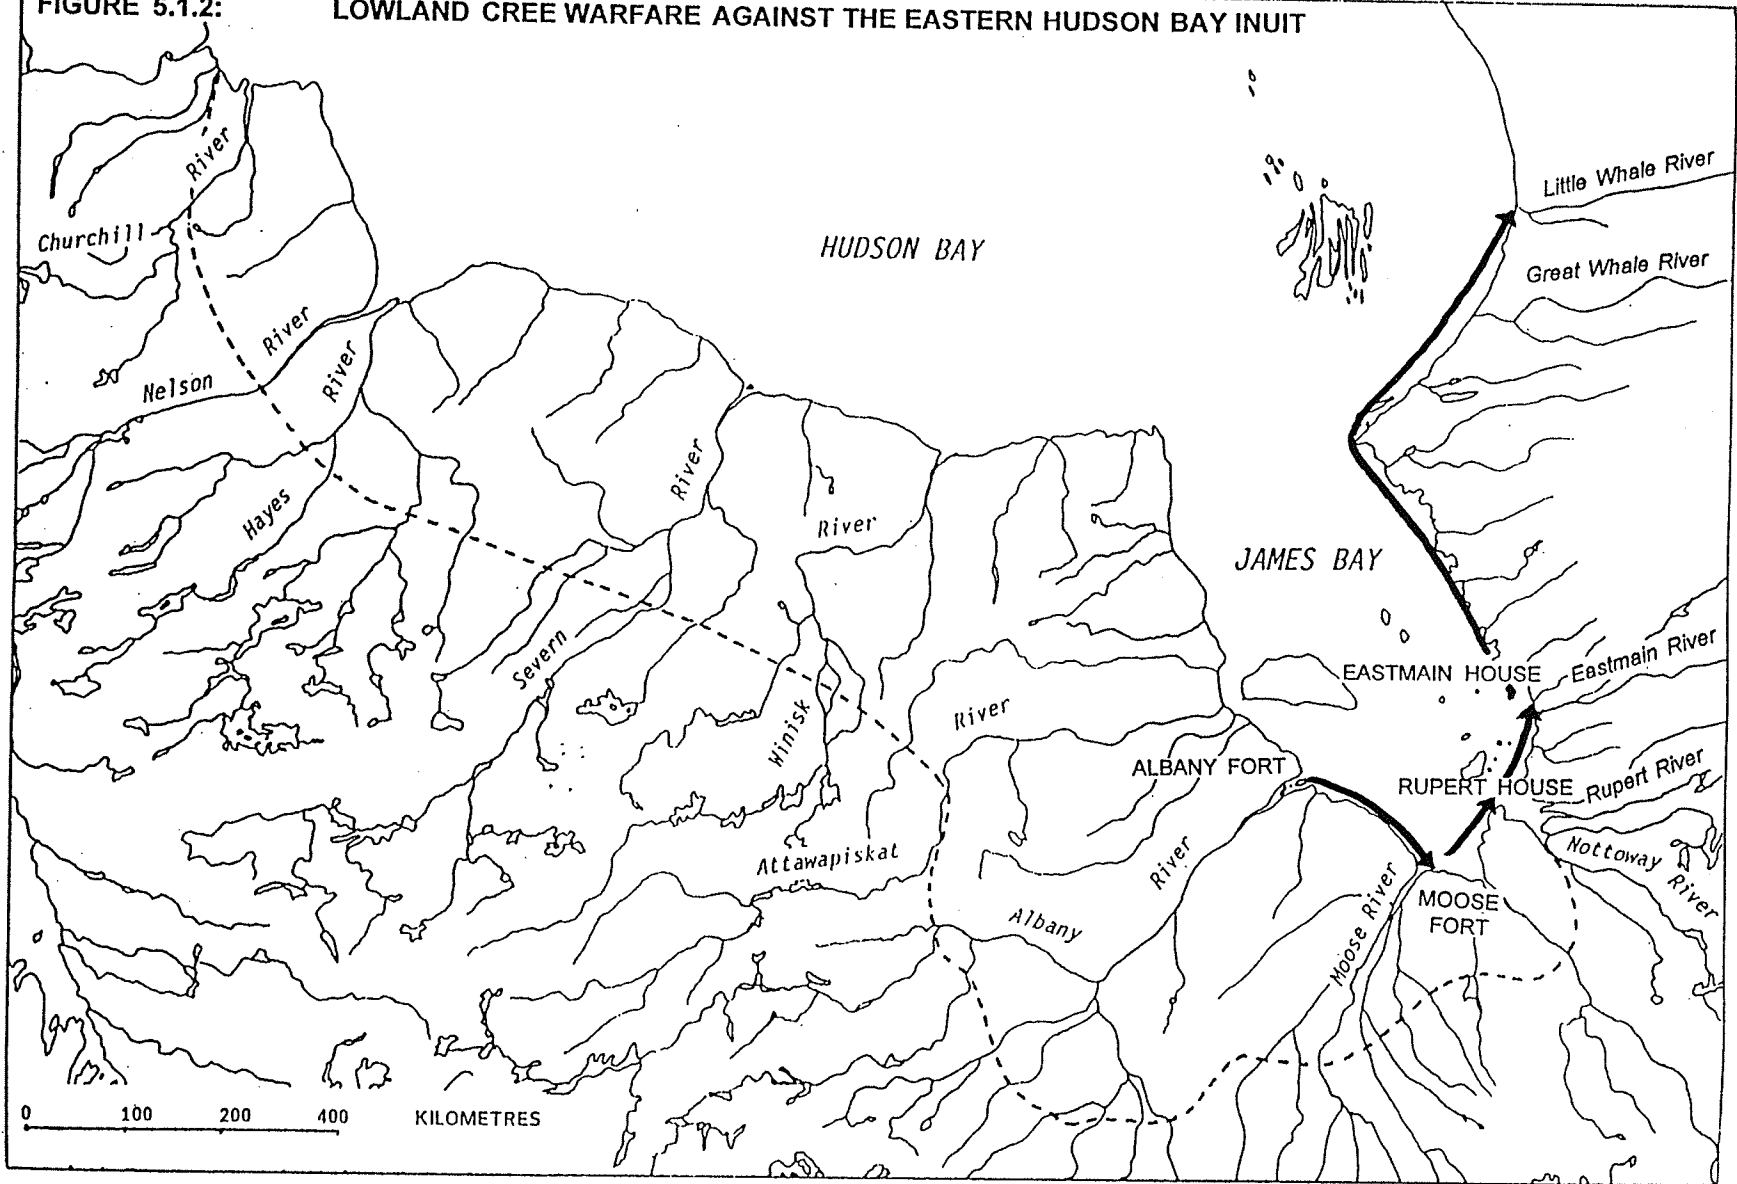 FIGURE 5.1.2: LOWLAND CREE WARFARE AGAINST THE EASTERN HUDSON BAY INUIT
River
Little Whale River
Churchill
HUDSON BAY
Great Whale River
River
River
Nelson
River
Hayes
River
JAMES BAY
Severn
EASTMAIN HOUSE
Eastmain River
River
Winisk
ALBANY FORT
RUPERT HOUSE
Rupert River
Attawapiskat
River
Nottoway River
Albany
Moose River
MOOSE
FORT
0 100 200 400 KILOMETRES